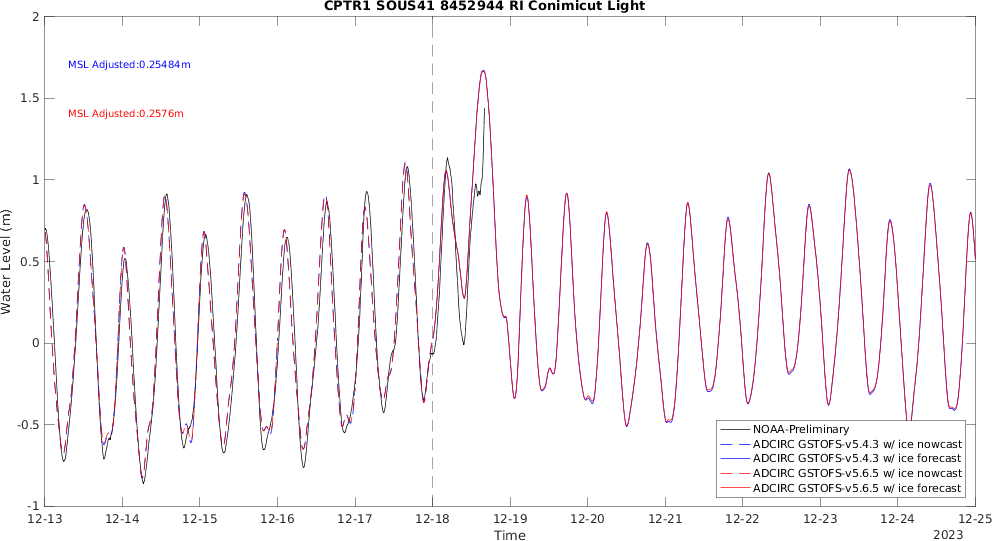 CPTR1 SOUS41 8452944 RI Conimicut Light
2
MSL Adjusted:0.25484m
1.5
MSL Adjusted:0.2576m
1
0.5
Water Level (m)
0
-0.5
-1
NOAA-Preliminary
ADCIRC GSTOFS-v5.4.3 w/ ice nowcast
ADCIRC GSTOFS-v5.4.3 w/ ice forecast
ADCIRC GSTOFS-v5.6.5 w/ ice nowcast
ADCIRC GSTOFS-v5.6.5 w/ ice forecast
12-13 12-14 12-15 12-16 12-17 12-18 12-19 12-20 12-21 12-22 12-23 12-24 12-25
Time
2023